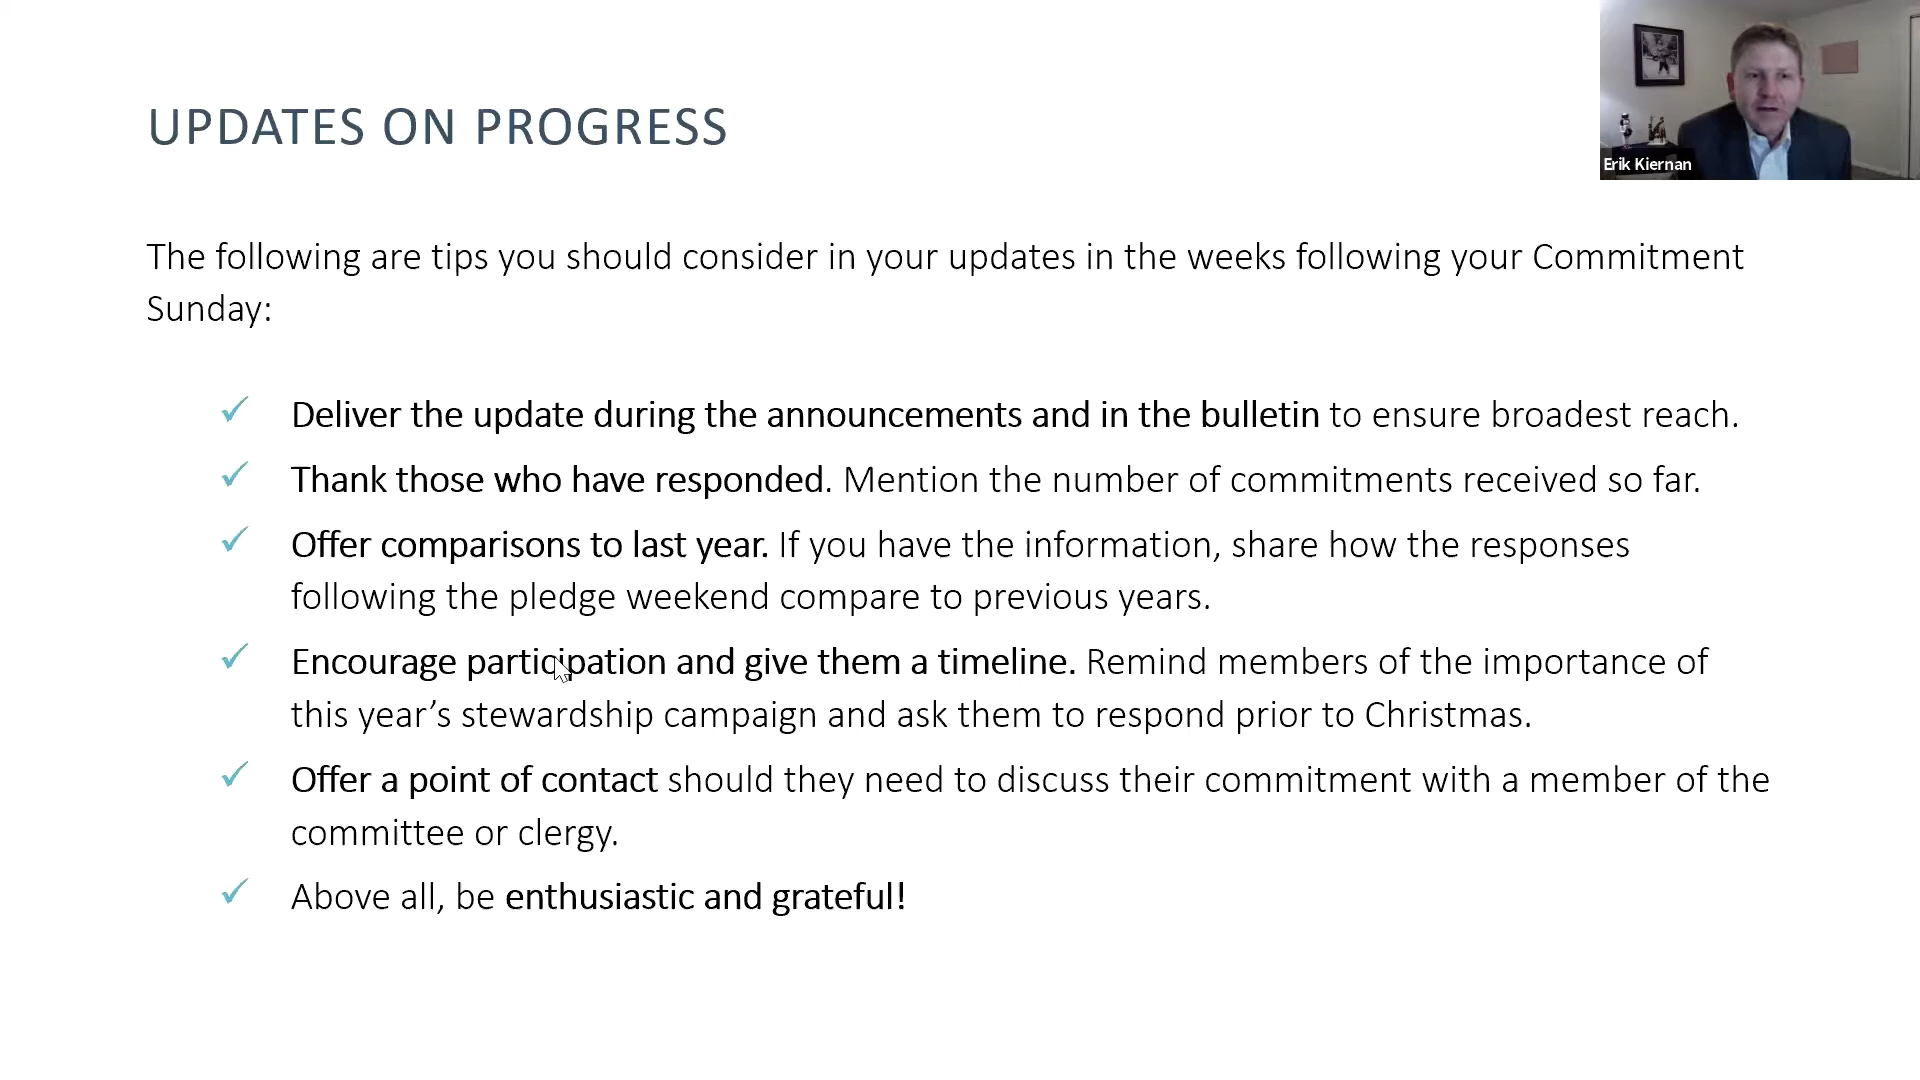 UPDATES ON PROGRESS
Erik Kiernan
The following are tips you should consider in your updates in the weeks following your Commitment
Sunday:
✓ Deliver the update during the announcements and in the bulletin to ensure broadest reach.
✓ Thank those who have responded. Mention the number of commitments received so far.
✓ Offer comparisons to last year. If you have the information, share how the responses
following the pledge weekend compare to previous years.
✓ Encourage participation and give them a timeline. Remind members of the importance of
this year’s stewardship campaign and ask them to respond prior to Christmas.
✓ Offer a point of contact should they need to discuss their commitment with a member of the
committee or clergy.
✓ Above all, be enthusiastic and grateful!